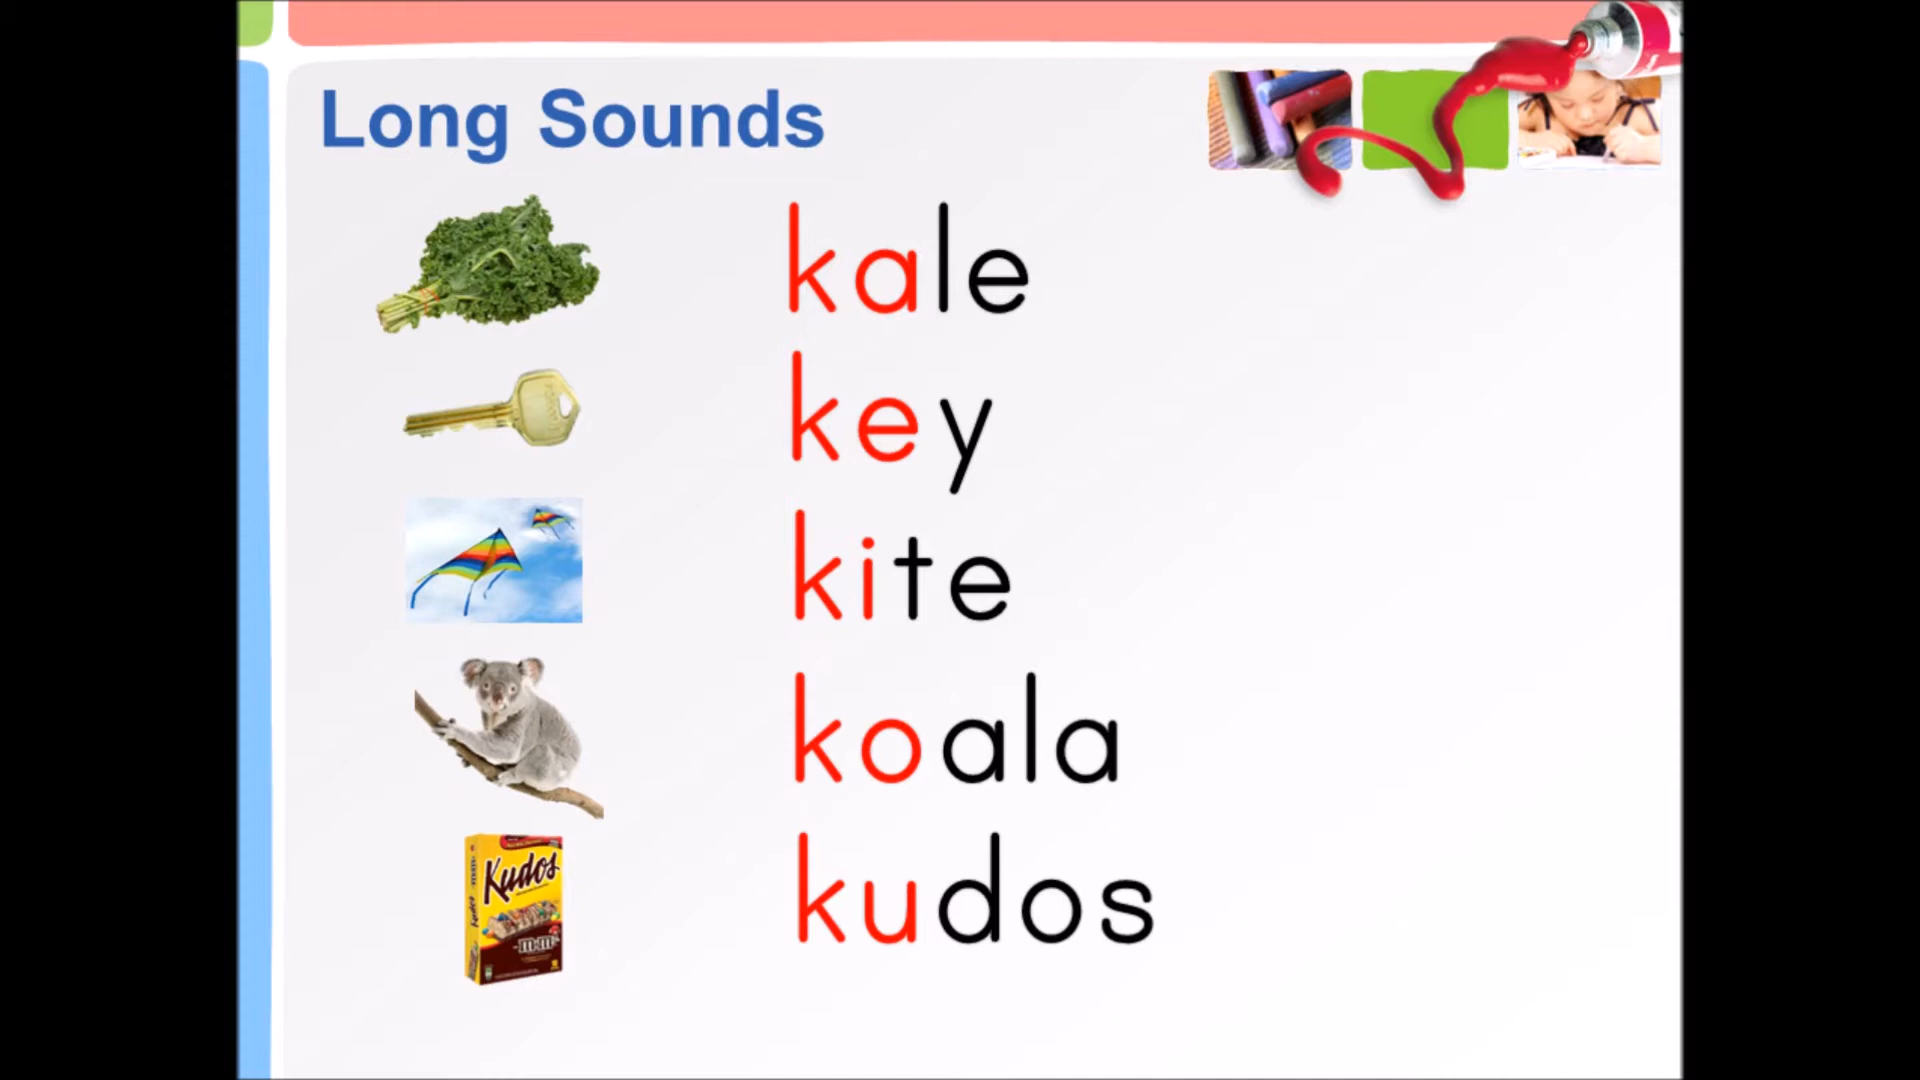 Long Sounds
kale
key
kite
koala
kudos
Kudos
m&m's